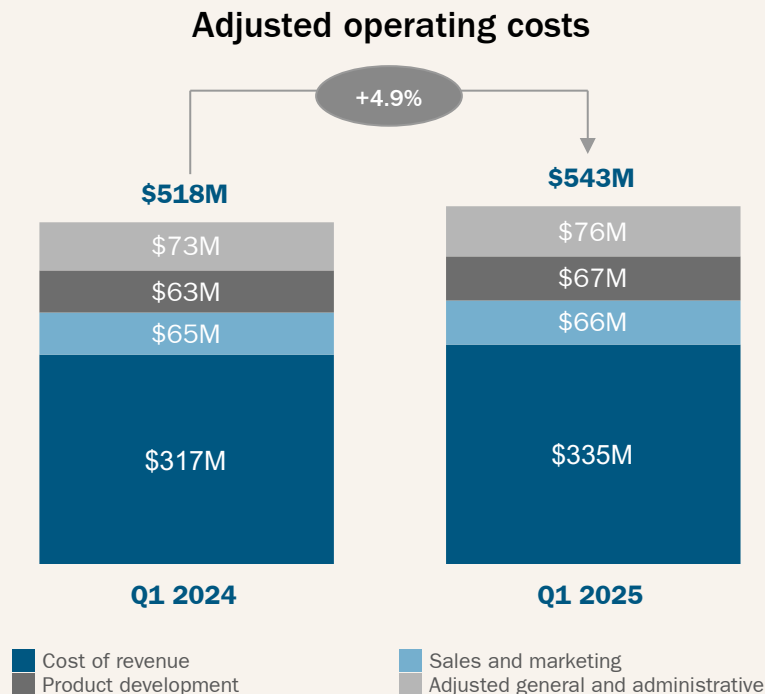 Adjusted operating costs
+4.9%
$518M
$543M
$73M
$76M
$63M
$67M
$65M
$66M
$317M
$335M
Q1 2024
Q1 2025
Cost of revenue
Sales and marketing
Product development
Adjusted general and administrative